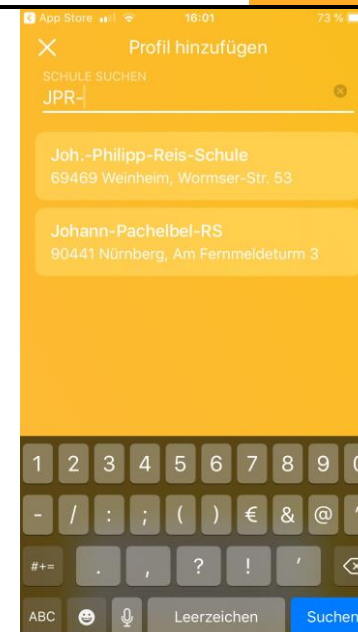 App Store 16:01 73 %
Profil hinzufügen
SCHULE SUCHEN
JPR-
Joh.-Philipp-Reis-Schule
69469 Weinheim, Wormser-Str. 53
Johann-Pachelbel-RS
90441 Nürnberg, Am Fernmeldeturm 3
1 2 3 4 5 6 7 8 9 0
- / : ; ( ) € & @ "
#+= . , ? ! '
ABC Leerzeichen Suchen